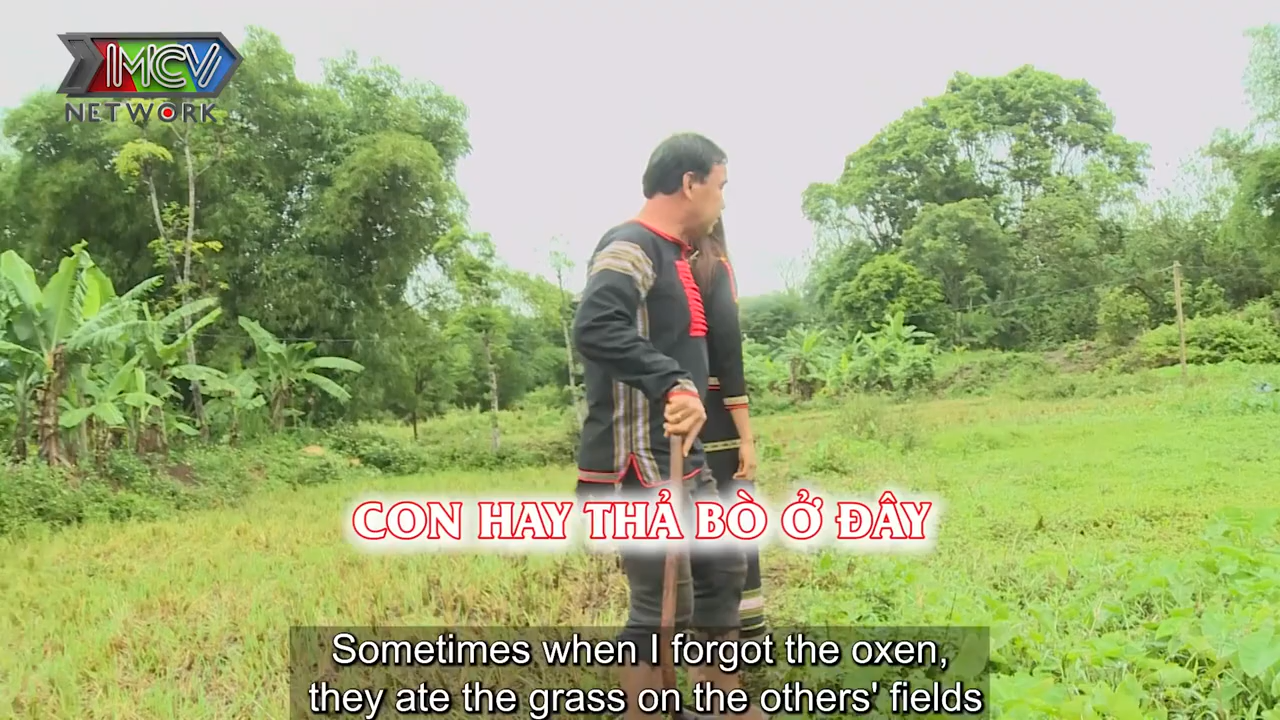 MCV
NETWORK
CON HAY THẢ BÒ Ở ĐÂY
Sometimes when I forgot the oxen,
they ate the grass on the others' fields